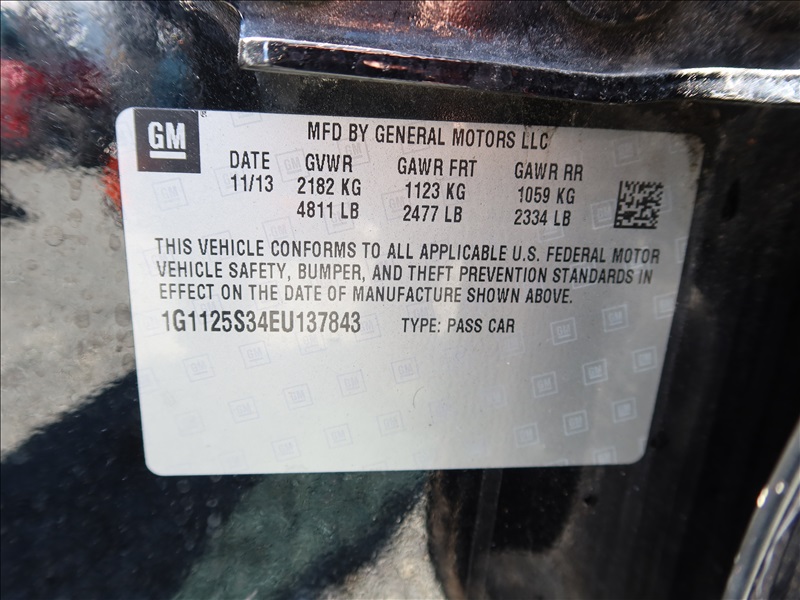 GM
MFD BY GENERAL MOTORS LLC
DATE GVWR GAWR FRT GAWR RR
11/13 2182 KG 1123 KG 1059 KG
4811 LB 2477 LB 2334 LB
THIS VEHICLE CONFORMS TO ALL APPLICABLE U.S. FEDERAL MOTOR
VEHICLE SAFETY, BUMPER, AND THEFT PREVENTION STANDARDS IN
EFFECT ON THE DATE OF MANUFACTURE SHOWN ABOVE.
1G1125S34EU137843 TYPE: PASS CAR